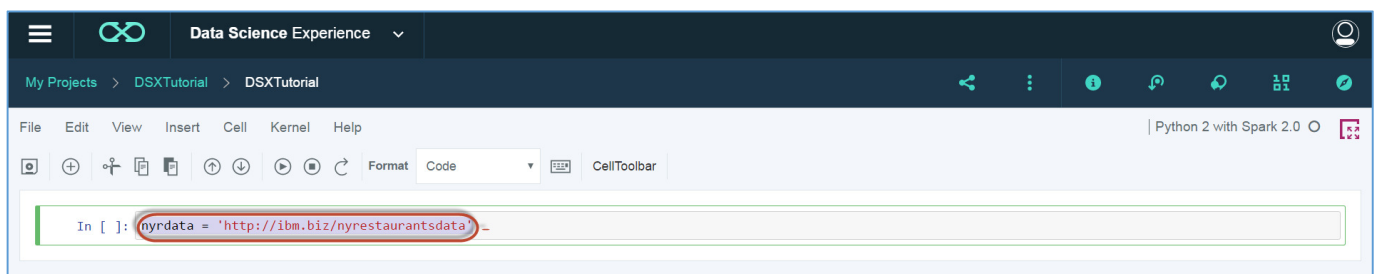 Data Science Experience
My Projects > DSXTutorial > DSXTutorial
File Edit View Insert Cell Kernel Help | Python 2 with Spark 2.0
Format Code CellToolbar
In [ ]: nyrdata = 'http://ibm.biz/nyrestaurantsdata'